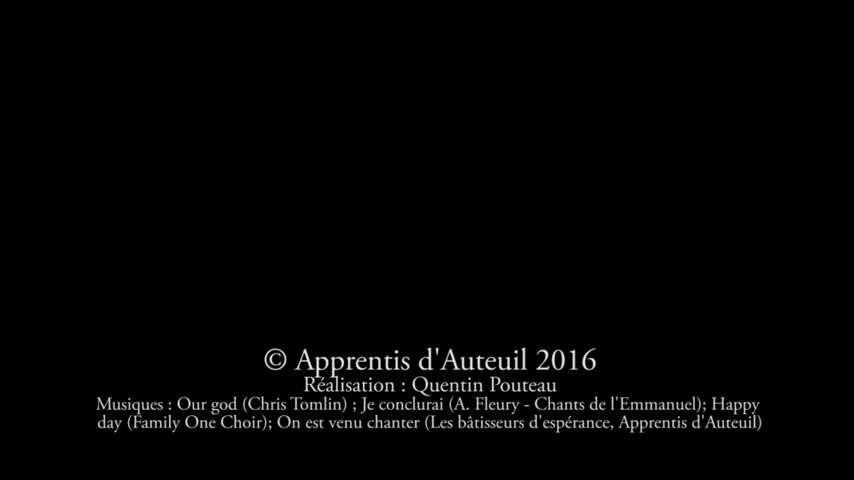 © Apprentis d'Auteuil 2016
Réalisation : Quentin Pouteau
Musiques : Our god (Chris Tomlin) ; Je conclurai (A. Fleury - Chants de l'Emmanuel); Happy
day (Family One Choir); On est venu chanter (Les bâtisseurs d'espérance, Apprentis d'Auteuil)